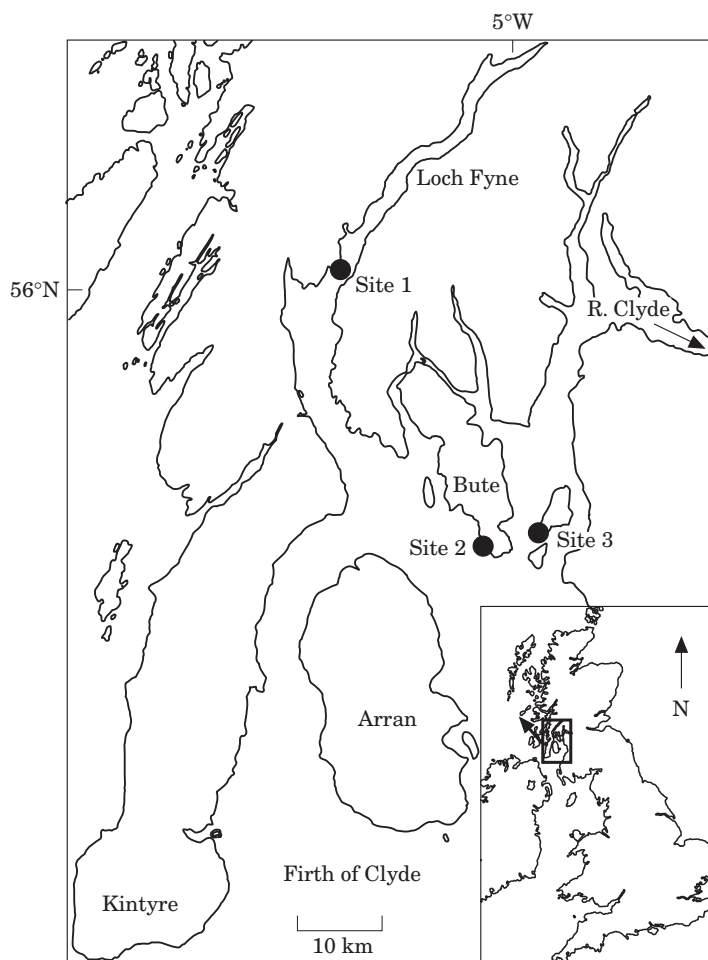 5°W
Loch Fyne
56°N
Site 1
R. Clyde
Bute
Site 2
Site 3
Arran
N
Firth of Clyde
Kintyre
10 km